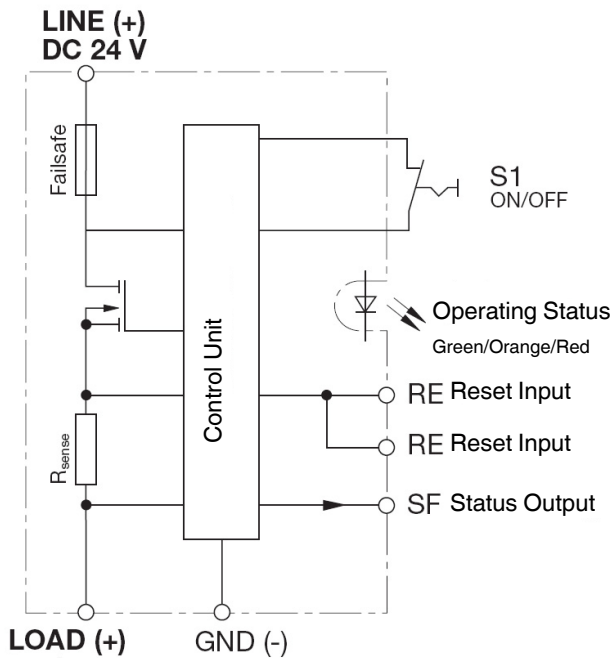 LINE (+)
DC 24 V
Failsafe
S1
ON/OFF
Operating Status
Green/Orange/Red
Control Unit
RE Reset Input
RE Reset Input
Rsense
SF Status Output
LOAD (+)
GND (-)